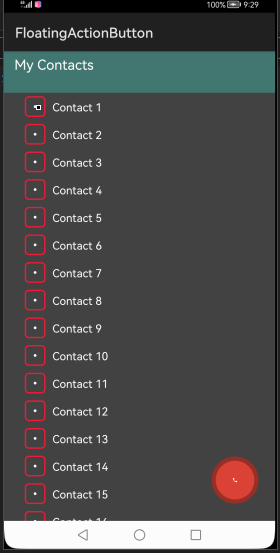 100% 9:29
FloatingActionButton
My Contacts
Contact 1
Contact 2
Contact 3
Contact 4
Contact 5
Contact 6
Contact 7
Contact 8
Contact 9
Contact 10
Contact 11
Contact 12
Contact 13
Contact 14
Contact 15